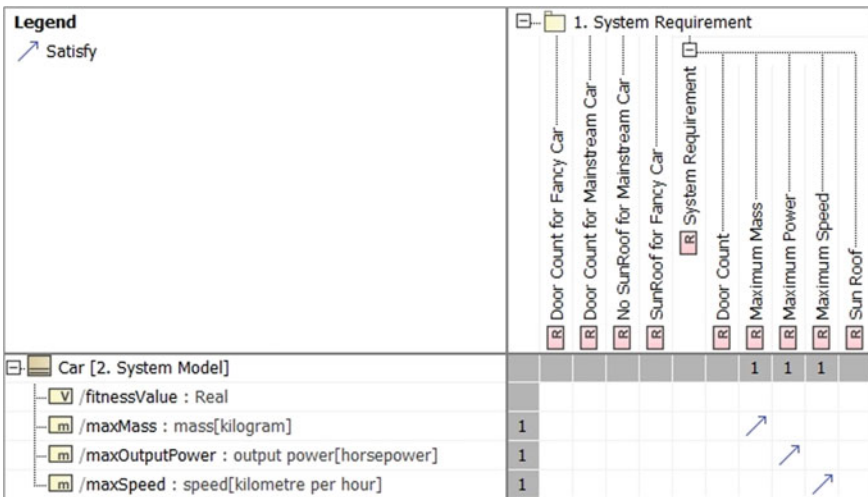 Legend
Satisfy
1. System Requirement
R Door Count for Fancy Car
R Door Count for Mainstream Car
R No SunRoof for Mainstream Car
R SunRoof for Fancy Car
R System Requirement
R Door Count
R Maximum Mass
R Maximum Power
R Maximum Speed
R Sun Roof
Car [2. System Model] 1 1 1
V /fitnessValue : Real
m /maxMass : mass[kilogram] 1
m /maxOutputPower : output power[horsepower] 1
m /maxSpeed : speed[kilometre per hour] 1